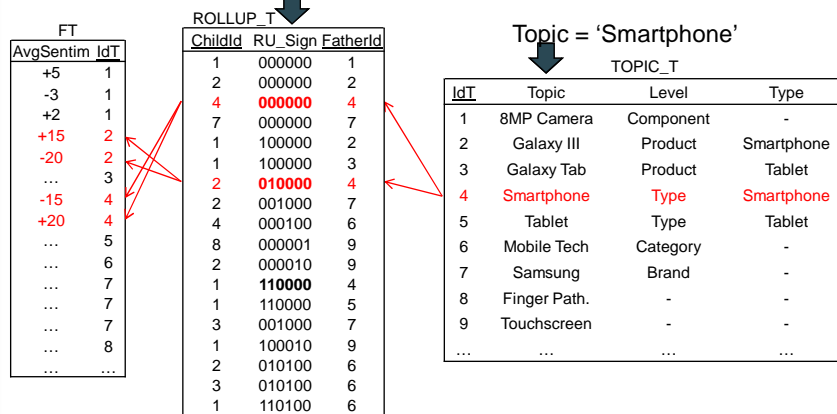 FT
AvgSentim IdT
+5 1
-3 1
+2 1
+15 2
-20 2
... 3
-15 4
+20 4
... 5
... 6
... 7
... 7
... 7
... 8
... ...
ROLLUP_T
ChildId RU_Sign FatherId
1 000000 1
2 000000 2
4 000000 4
7 000000 7
1 100000 2
1 100000 3
2 010000 4
2 001000 7
4 000100 6
8 000001 9
2 000010 9
1 110000 4
1 110000 5
3 001000 7
1 100010 9
2 010100 6
3 010100 6
1 110100 6
Topic = ‘Smartphone’
TOPIC_T
IdT Topic Level Type
1 8MP Camera Component -
2 Galaxy III Product Smartphone
3 Galaxy Tab Product Tablet
4 Smartphone Type Smartphone
5 Tablet Type Tablet
6 Mobile Tech Category -
7 Samsung Brand -
8 Finger Path. - -
9 Touchscreen - -
... ... ... ...